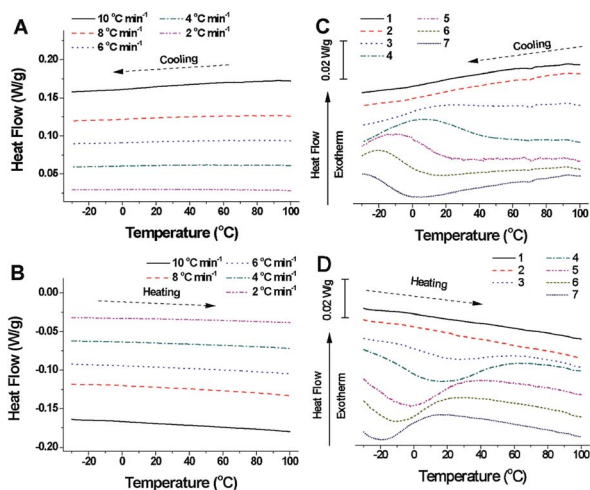 A
10 °C min⁻¹ 4 °C min⁻¹
8 °C min⁻¹ 2 °C min⁻¹
6 °C min⁻¹
Cooling
Heat Flow (W/g)
0.20
0.15
0.10
0.05
-20 0 20 40 60 80 100
Temperature (°C)
C
1 5
2 6
3 7
4
0.02 W/g
Cooling
Heat Flow
Exotherm
-20 0 20 40 60 80 100
Temperature (°C)
B
10 °C min⁻¹ 6 °C min⁻¹
8 °C min⁻¹ 4 °C min⁻¹
Heating 2 °C min⁻¹
Heat Flow (W/g)
0.00
-0.05
-0.10
-0.15
-0.20
-20 0 20 40 60 80 100
Temperature (°C)
D
1 4
2 5
3 6
7
0.02 W/g
Heating
Heat Flow
Exotherm
-20 0 20 40 60 80 100
Temperature (°C)